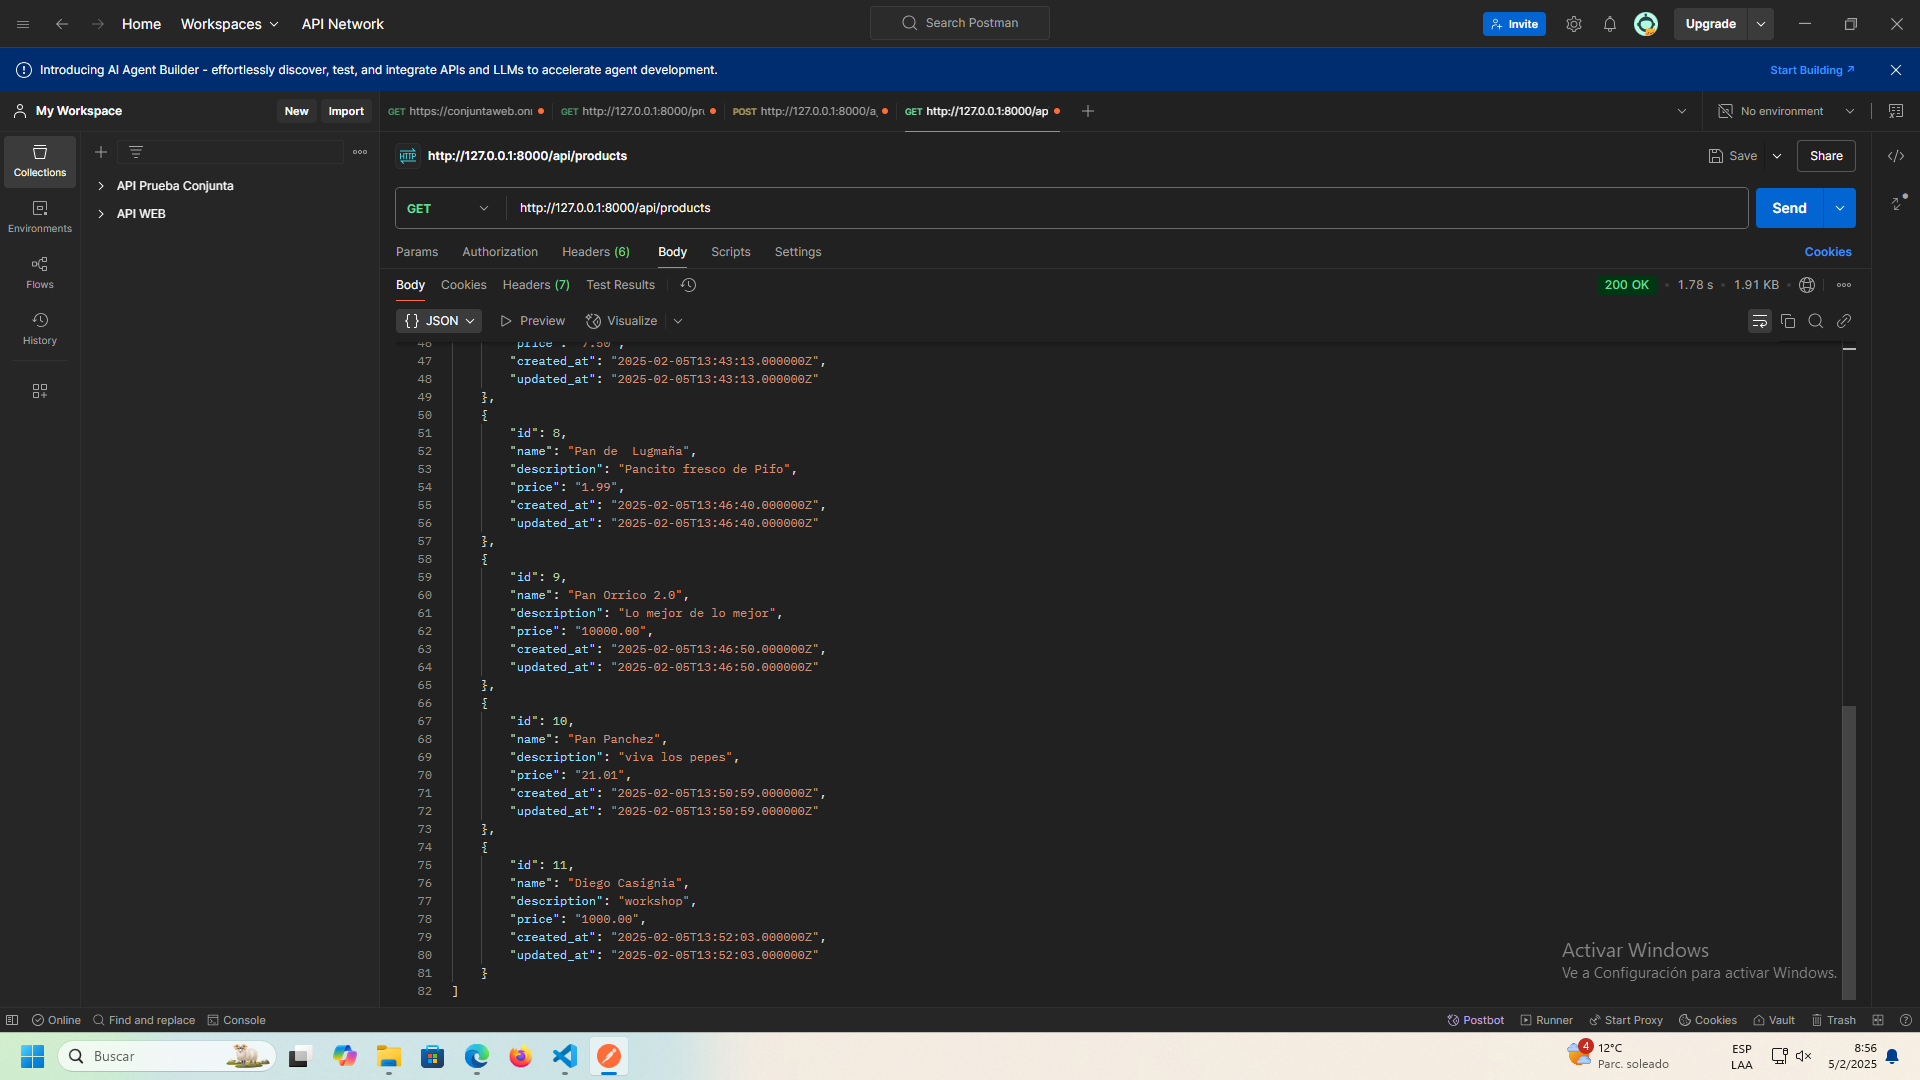 Home
Workspaces
API Network
Search Postman
Invite
Upgrade
Introducing AI Agent Builder - effortlessly discover, test, and integrate APIs and LLMs to accelerate agent development.
Start Building
My Workspace
New
Import
GET https://conjuntaweb.onr
GET http://127.0.0.1:8000/pr
POST http://127.0.0.1:8000/a
GET http://127.0.0.1:8000/ap
No environment
Collections
Environments
Flows
History
API Prueba Conjunta
API WEB
HTTP
http://127.0.0.1:8000/api/products
Save
Share
GET
http://127.0.0.1:8000/api/products
Send
Params
Authorization
Headers (6)
Body
Scripts
Settings
Cookies
Body
Cookies
Headers (7)
Test Results
200 OK
1.78 s
1.91 KB
{} JSON
Preview
Visualize
46 "price": "7.50",
47 "created_at": "2025-02-05T13:43:13.000000Z",
48 "updated_at": "2025-02-05T13:43:13.000000Z"
49 },
50 {
51 "id": 8,
52 "name": "Pan de  Lugmaña",
53 "description": "Pancito fresco de Pifo",
54 "price": "1.99",
55 "created_at": "2025-02-05T13:46:40.000000Z",
56 "updated_at": "2025-02-05T13:46:40.000000Z"
57 },
58 {
59 "id": 9,
60 "name": "Pan Orrico 2.0",
61 "description": "Lo mejor de lo mejor",
62 "price": "10000.00",
63 "created_at": "2025-02-05T13:46:50.000000Z",
64 "updated_at": "2025-02-05T13:46:50.000000Z"
65 },
66 {
67 "id": 10,
68 "name": "Pan Panchez",
69 "description": "viva los pepes",
70 "price": "21.01",
71 "created_at": "2025-02-05T13:50:59.000000Z",
72 "updated_at": "2025-02-05T13:50:59.000000Z"
73 },
74 {
75 "id": 11,
76 "name": "Diego Casignia",
77 "description": "workshop",
78 "price": "1000.00",
79 "created_at": "2025-02-05T13:52:03.000000Z",
80 "updated_at": "2025-02-05T13:52:03.000000Z"
81 }
82 ]
Activar Windows
Ve a Configuración para activar Windows.
Online
Find and replace
Console
Postbot
Runner
Start Proxy
Cookies
Vault
Trash
Buscar
4
12°C
Parc. soleado
ESP
LAA
8:56
5/2/2025